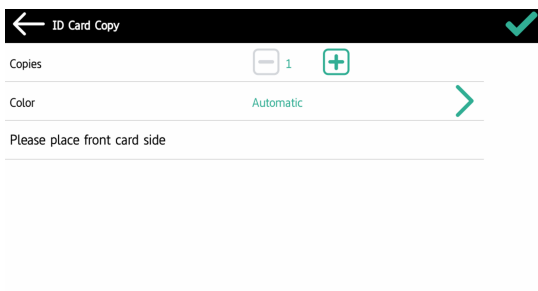 ID Card Copy
Copies 1
Color Automatic
Please place front card side